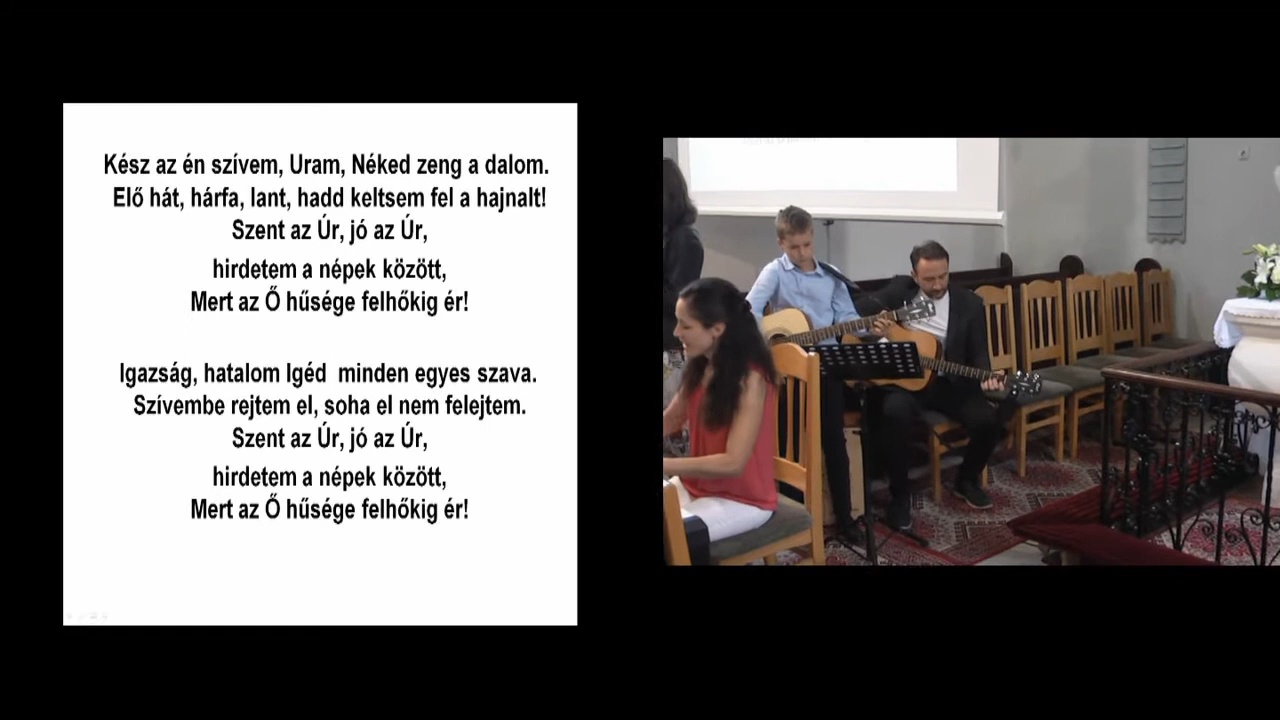 Kész az én szívem, Uram, Néked zeng a dalom.
Elő hát, hárfa, lant, hadd keltsem fel a hajnalt!
Szent az Úr, jó az Úr,
hirdetem a népek között,
Mert az Ő hűsége felhőkig ér!
Igazság, hatalom Igéd  minden egyes szava.
Szívembe rejtem el, soha el nem felejtem.
Szent az Úr, jó az Úr,
hirdetem a népek között,
Mert az Ő hűsége felhőkig ér!